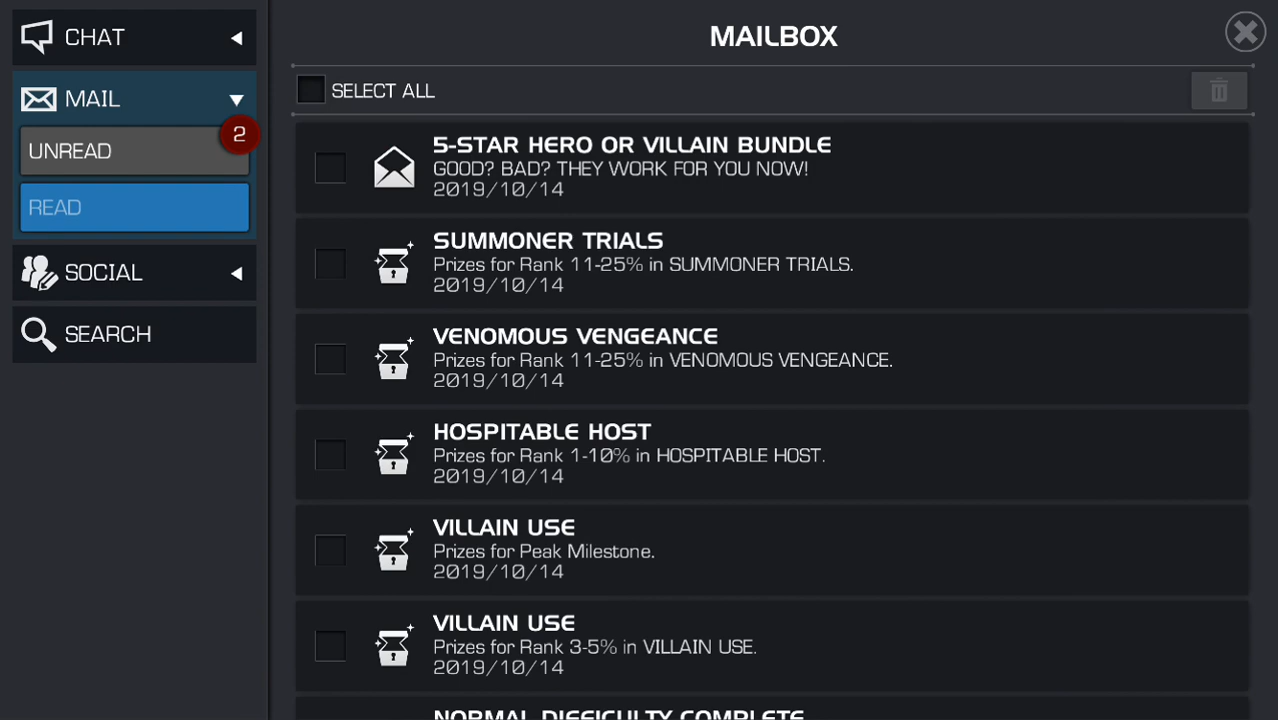 CHAT
MAIL
2
UNREAD
READ
SOCIAL
SEARCH
MAILBOX
SELECT ALL
5-STAR HERO OR VILLAIN BUNDLE
GOOD? BAD? THEY WORK FOR YOU NOW!
2019/10/14
SUMMONER TRIALS
Prizes for Rank 11-25% in SUMMONER TRIALS.
2019/10/14
VENOMOUS VENGEANCE
Prizes for Rank 11-25% in VENOMOUS VENGEANCE.
2019/10/14
HOSPITABLE HOST
Prizes for Rank 1-10% in HOSPITABLE HOST.
2019/10/14
VILLAIN USE
Prizes for Peak Milestone.
2019/10/14
VILLAIN USE
Prizes for Rank 3-5% in VILLAIN USE.
2019/10/14
NORMAL DIFFICULTY COMPLETE